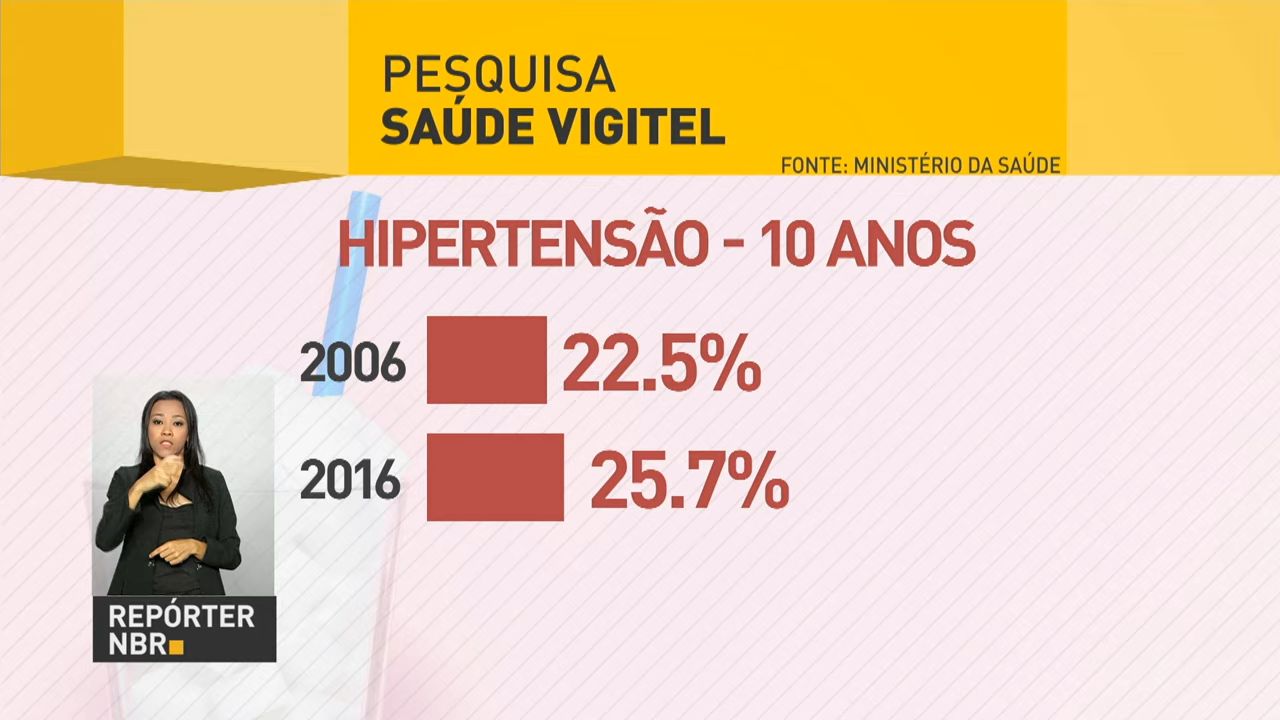 PESQUISA
SAÚDE VIGITEL
FONTE: MINISTÉRIO DA SAÚDE
HIPERTENSÃO - 10 ANOS
2006 22.5%
2016 25.7%
REPÓRTER
NBR